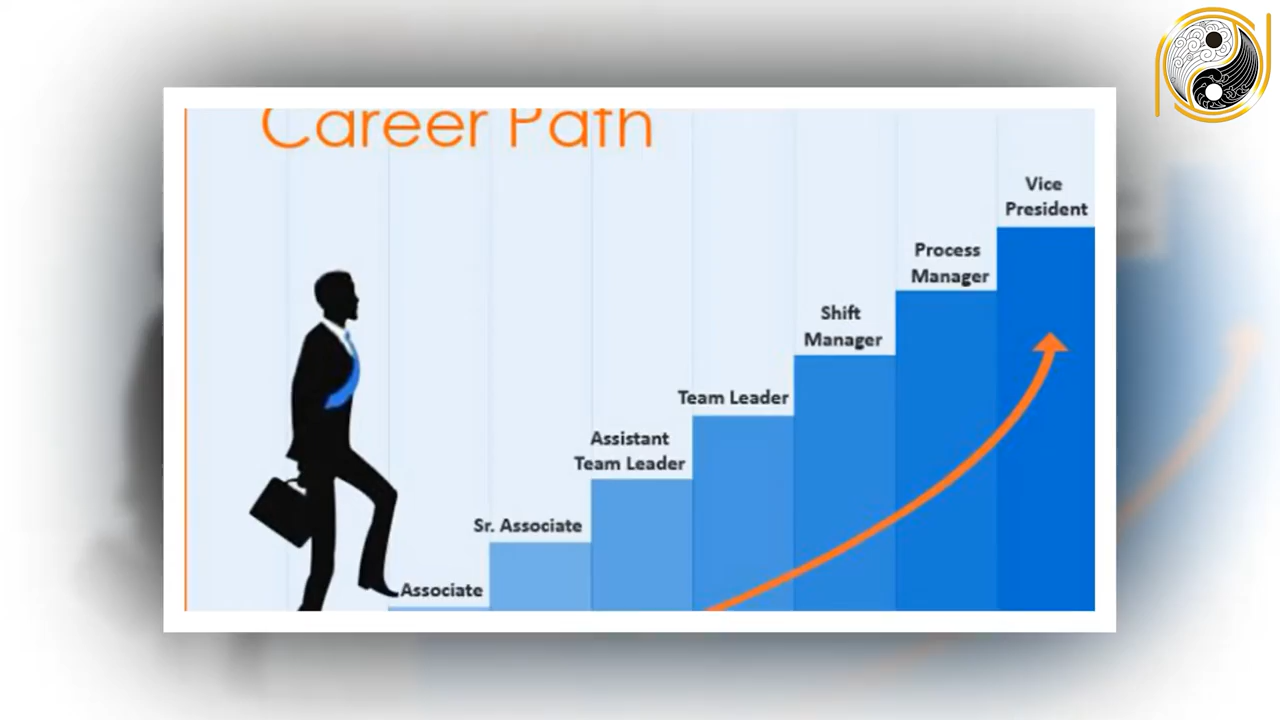 Career Path
Vice
President
Process
Manager
Shift
Manager
Team Leader
Assistant
Team Leader
Sr. Associate
Associate